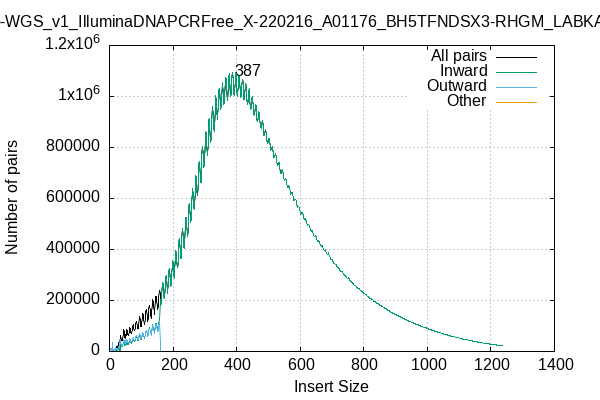 -WGS_v1_IlluminaDNAPCRFree_X-220216_A01176_BH5TFNDSX3-RHGM_LABKA
1.2x10⁶
1x10⁶
800000
600000
400000
200000
0
Number of pairs
387
All pairs
Inward
Outward
Other
0 200 400 600 800 1000 1200 1400
Insert Size